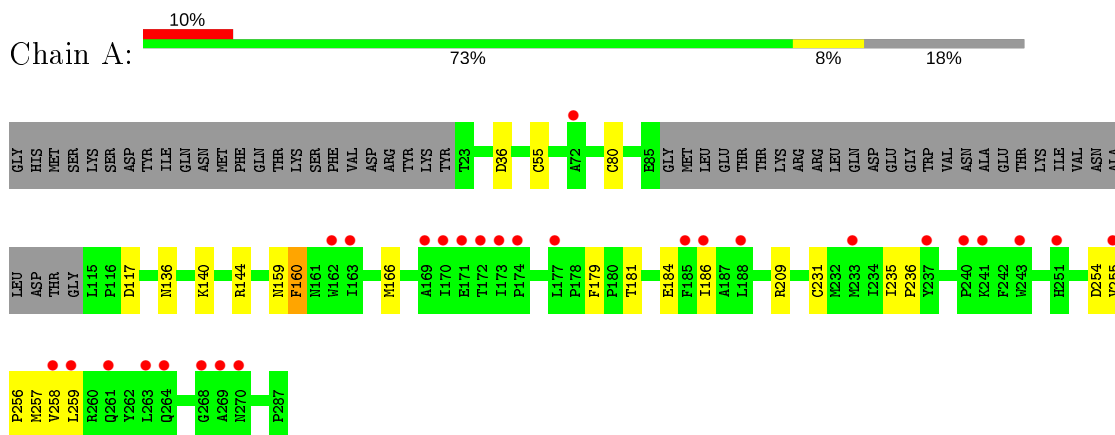 10%
Chain A:
73% 8% 18%
GLY HIS MET SER LYS SER ASP TYR ILE GLN ASN MET PHE GLN THR LYS SER PHE VAL ASP ARG TYR LYS TYR T23 D36 C55 A72 C80 E85 GLY MET LEU GLU THR THR LYS ARG ARG LEU GLN ASP GLU GLY TRP VAL ASN ALA GLU THR LYS ILE VAL ASN ALA
LEU ASP THR GLY L115 P116 D117 N136 K140 R144 N159 F160 N161 W162 I163 M166 A169 I170 E171 T172 I173 P174 L177 P178 F179 P180 T181 E184 F185 I186 A187 L188 R209 C231 M232 M233 I234 I235 P236 Y237 P240 K241 F242 W243 H251 D254 V255
P256 M257 V258 L259 R260 Q261 Y262 L263 Q264 G268 A269 N270 P287